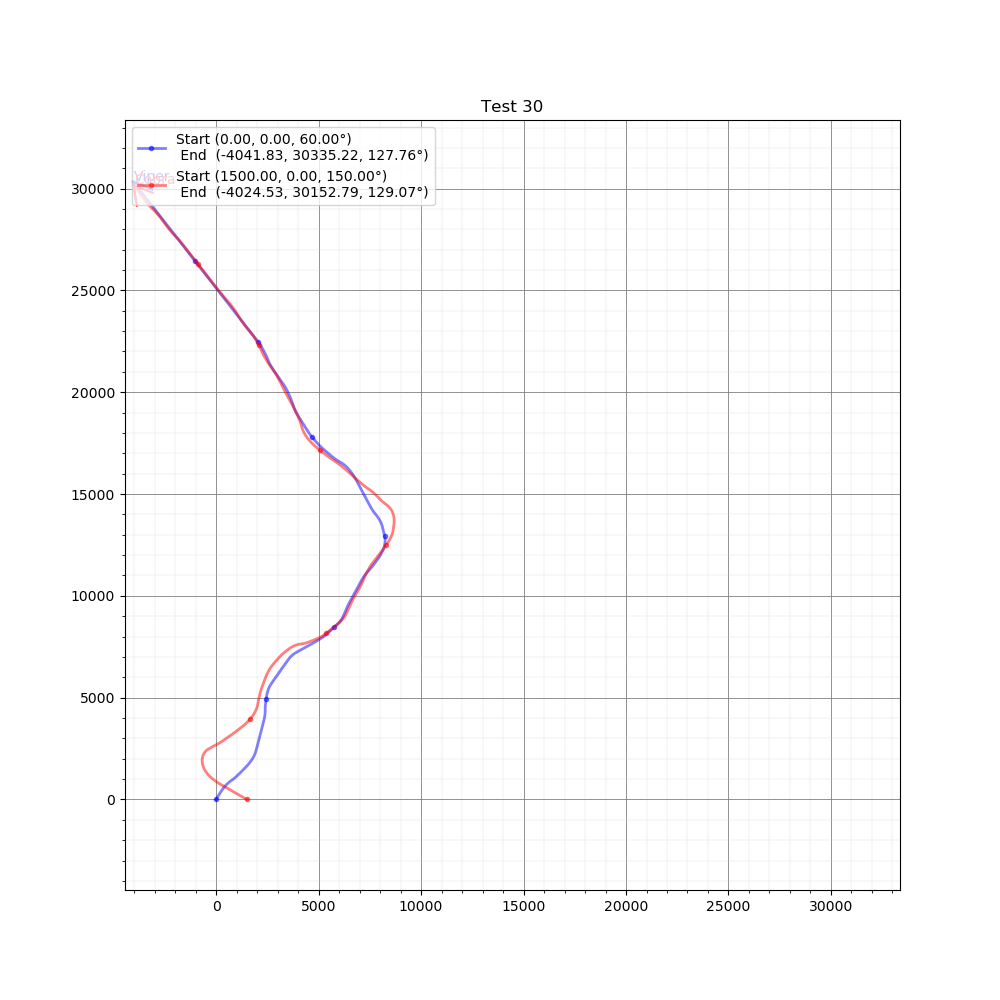 Test 30
Start (0.00, 0.00, 60.00°)
End (-4041.83, 30335.22, 127.76°)
Start (1500.00, 0.00, 150.00°)
End (-4024.53, 30152.79, 129.07°)
Viper
30000
25000
20000
15000
10000
5000
0
0 5000 10000 15000 20000 25000 30000